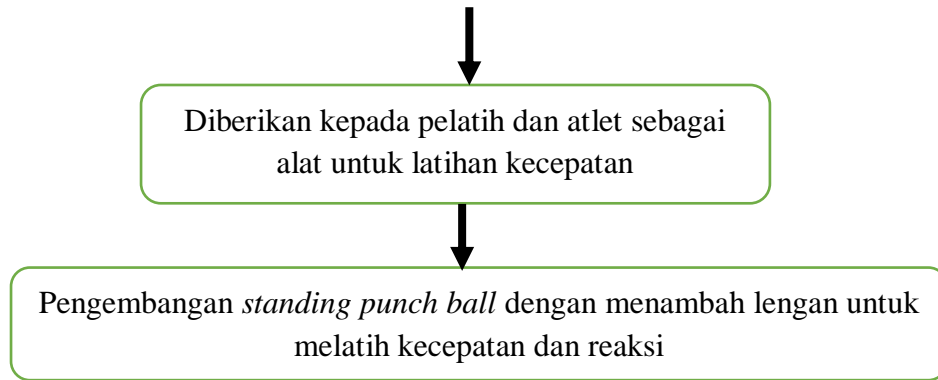 Diberikan kepada pelatih dan atlet sebagai
alat untuk latihan kecepatan
Pengembangan standing punch ball dengan menambah lengan untuk
melatih kecepatan dan reaksi